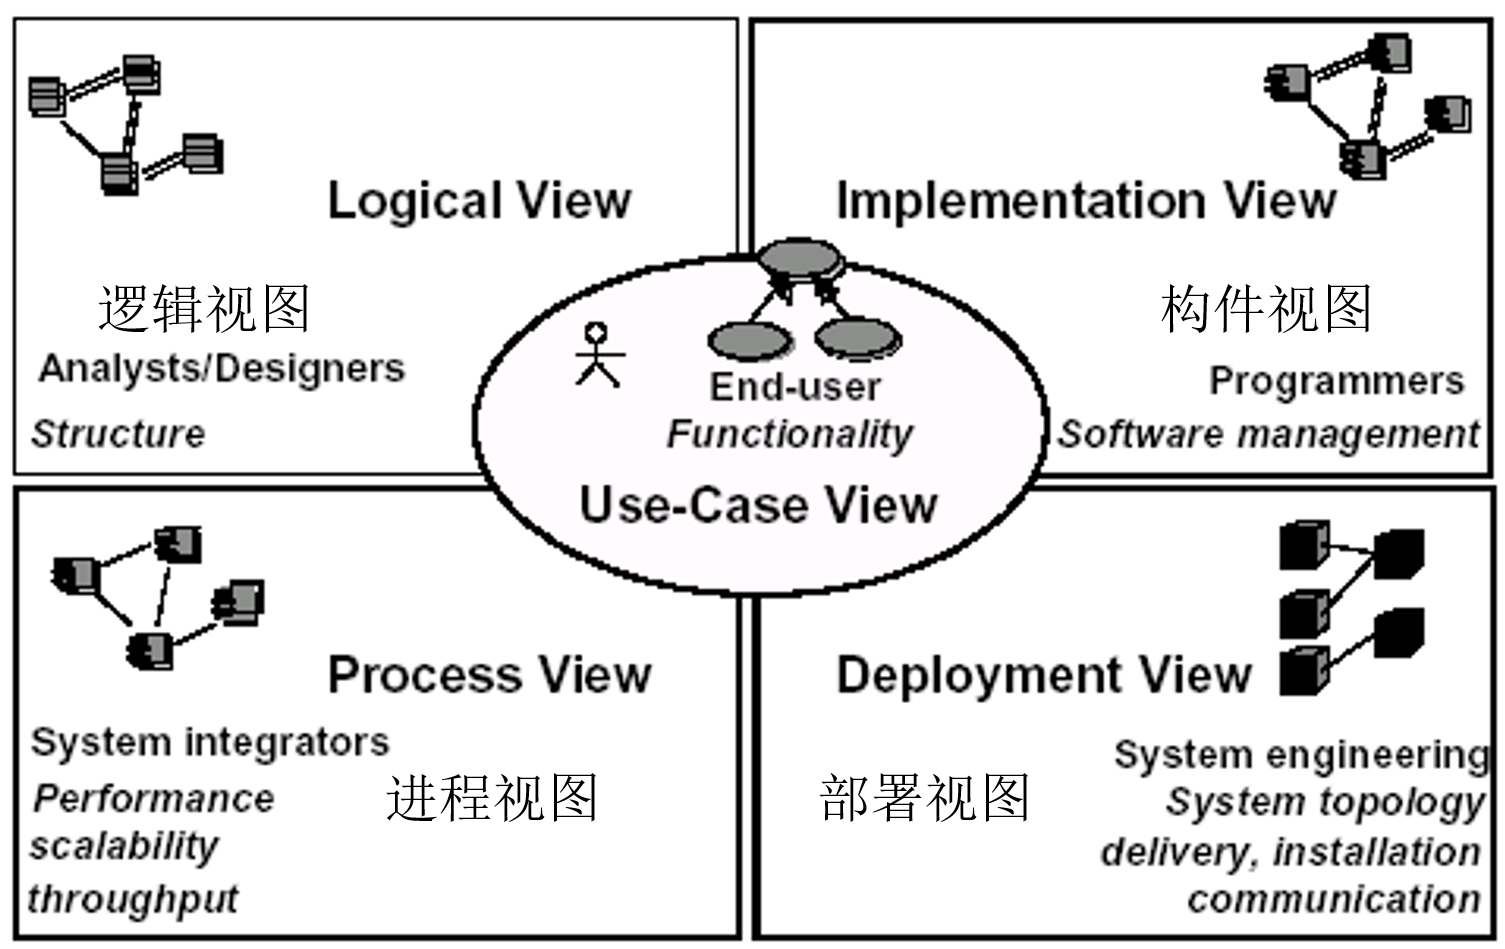 Logical View
逻辑视图
Analysts/Designers
Structure
Implementation View
构件视图
Programmers
Software management
End-user
Functionality
Use-Case View
Process View
System integrators
进程视图
Performance
scalability
throughput
Deployment View
部署视图
System engineering
System topology
delivery, installation
communication